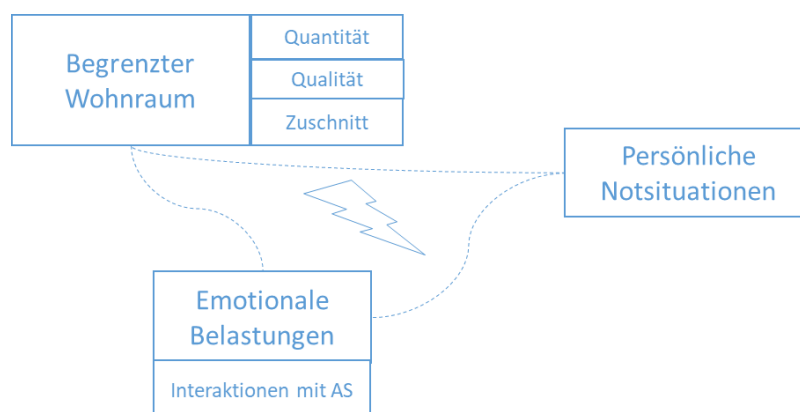 Begrenzter
Wohnraum
Quantität
Qualität
Zuschnitt
Persönliche
Notsituationen
Emotionale
Belastungen
Interaktionen mit AS